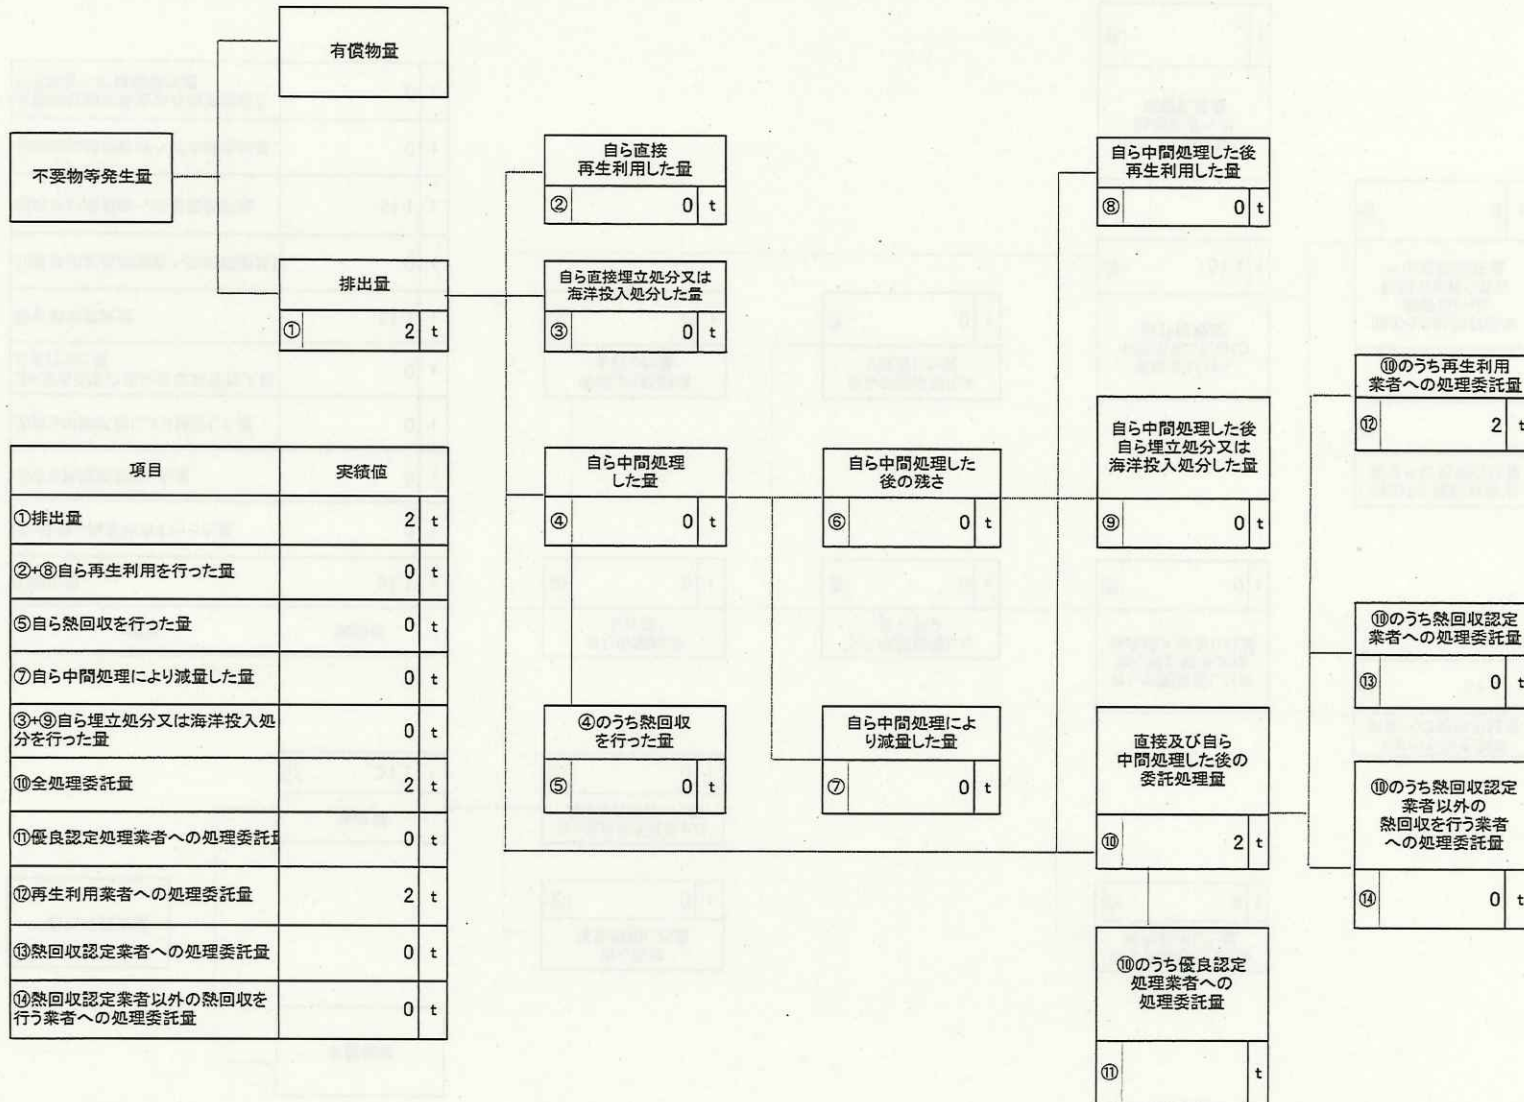 有償物量
不要物等発生量
排出量
① 2 t
自ら直接
再生利用した量
② 0 t
自ら直接埋立処分又は
海洋投入処分した量
③ 0 t
自ら中間処理
した量
④ 0 t
④のうち熱回収
を行った量
⑤ 0 t
自ら中間処理した
後の残さ
⑥ 0 t
自ら中間処理によ
り減量した量
⑦ 0 t
自ら中間処理した後
再生利用した量
⑧ 0 t
自ら中間処理した後
自ら埋立処分又は
海洋投入処分した量
⑨ 0 t
直接及び自ら
中間処理した後の
委託処理量
⑩ 2 t
⑩のうち優良認定
処理業者への
処理委託量
⑪ t
⑩のうち再生利用
業者への処理委託量
⑫ 2 t
⑩のうち熱回収認定
業者への処理委託量
⑬ 0 t
⑩のうち熱回収認定
業者以外の
熱回収を行う業者
への処理委託量
⑭ 0 t
項目 実績値
①排出量 2 t
②+⑧自ら再生利用を行った量 0 t
⑤自ら熱回収を行った量 0 t
⑦自ら中間処理により減量した量 0 t
③+⑨自ら埋立処分又は海洋投入処
分を行った量 0 t
⑩全処理委託量 2 t
⑪優良認定処理業者への処理委託 0 t
⑫再生利用業者への処理委託量 2 t
⑬熱回収認定業者への処理委託量 0 t
⑭熱回収認定業者以外の熱回収を
行う業者への処理委託量 0 t